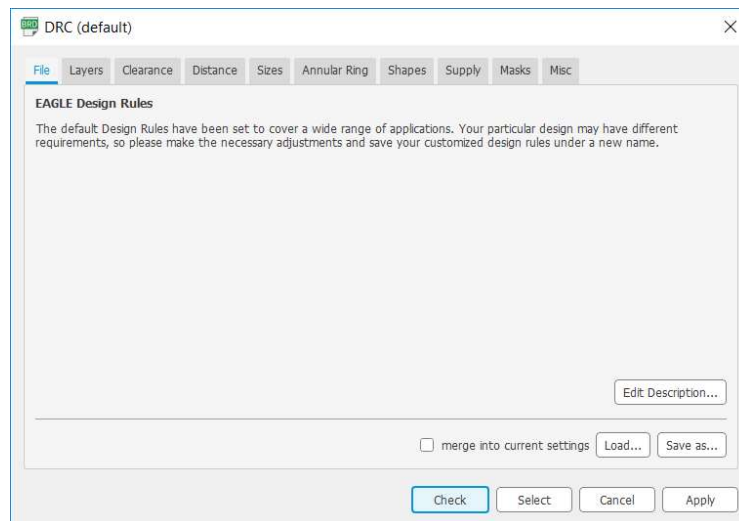 BRD DRC (default)
File Layers Clearance Distance Sizes Annular Ring Shapes Supply Masks Misc
EAGLE Design Rules
The default Design Rules have been set to cover a wide range of applications. Your particular design may have different
requirements, so please make the necessary adjustments and save your customized design rules under a new name.
Edit Description...
merge into current settings Load... Save as...
Check Select Cancel Apply